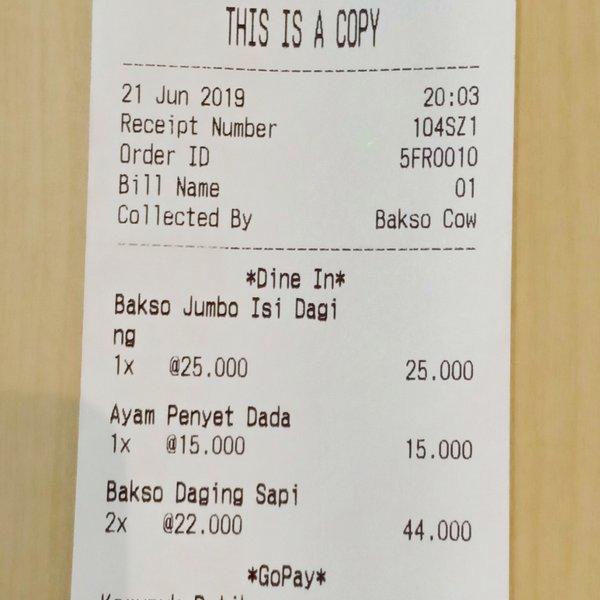 THIS IS A COPY
21 Jun 2019 20:03
Receipt Number 104SZ1
Order ID 5FR0010
Bill Name 01
Collected By Bakso Cow
*Dine In*
Bakso Jumbo Isi Dagi
ng
1x @25.000 25.000
Ayam Penyet Dada
1x @15.000 15.000
Bakso Daging Sapi
2x @22.000 44.000
*GoPay*